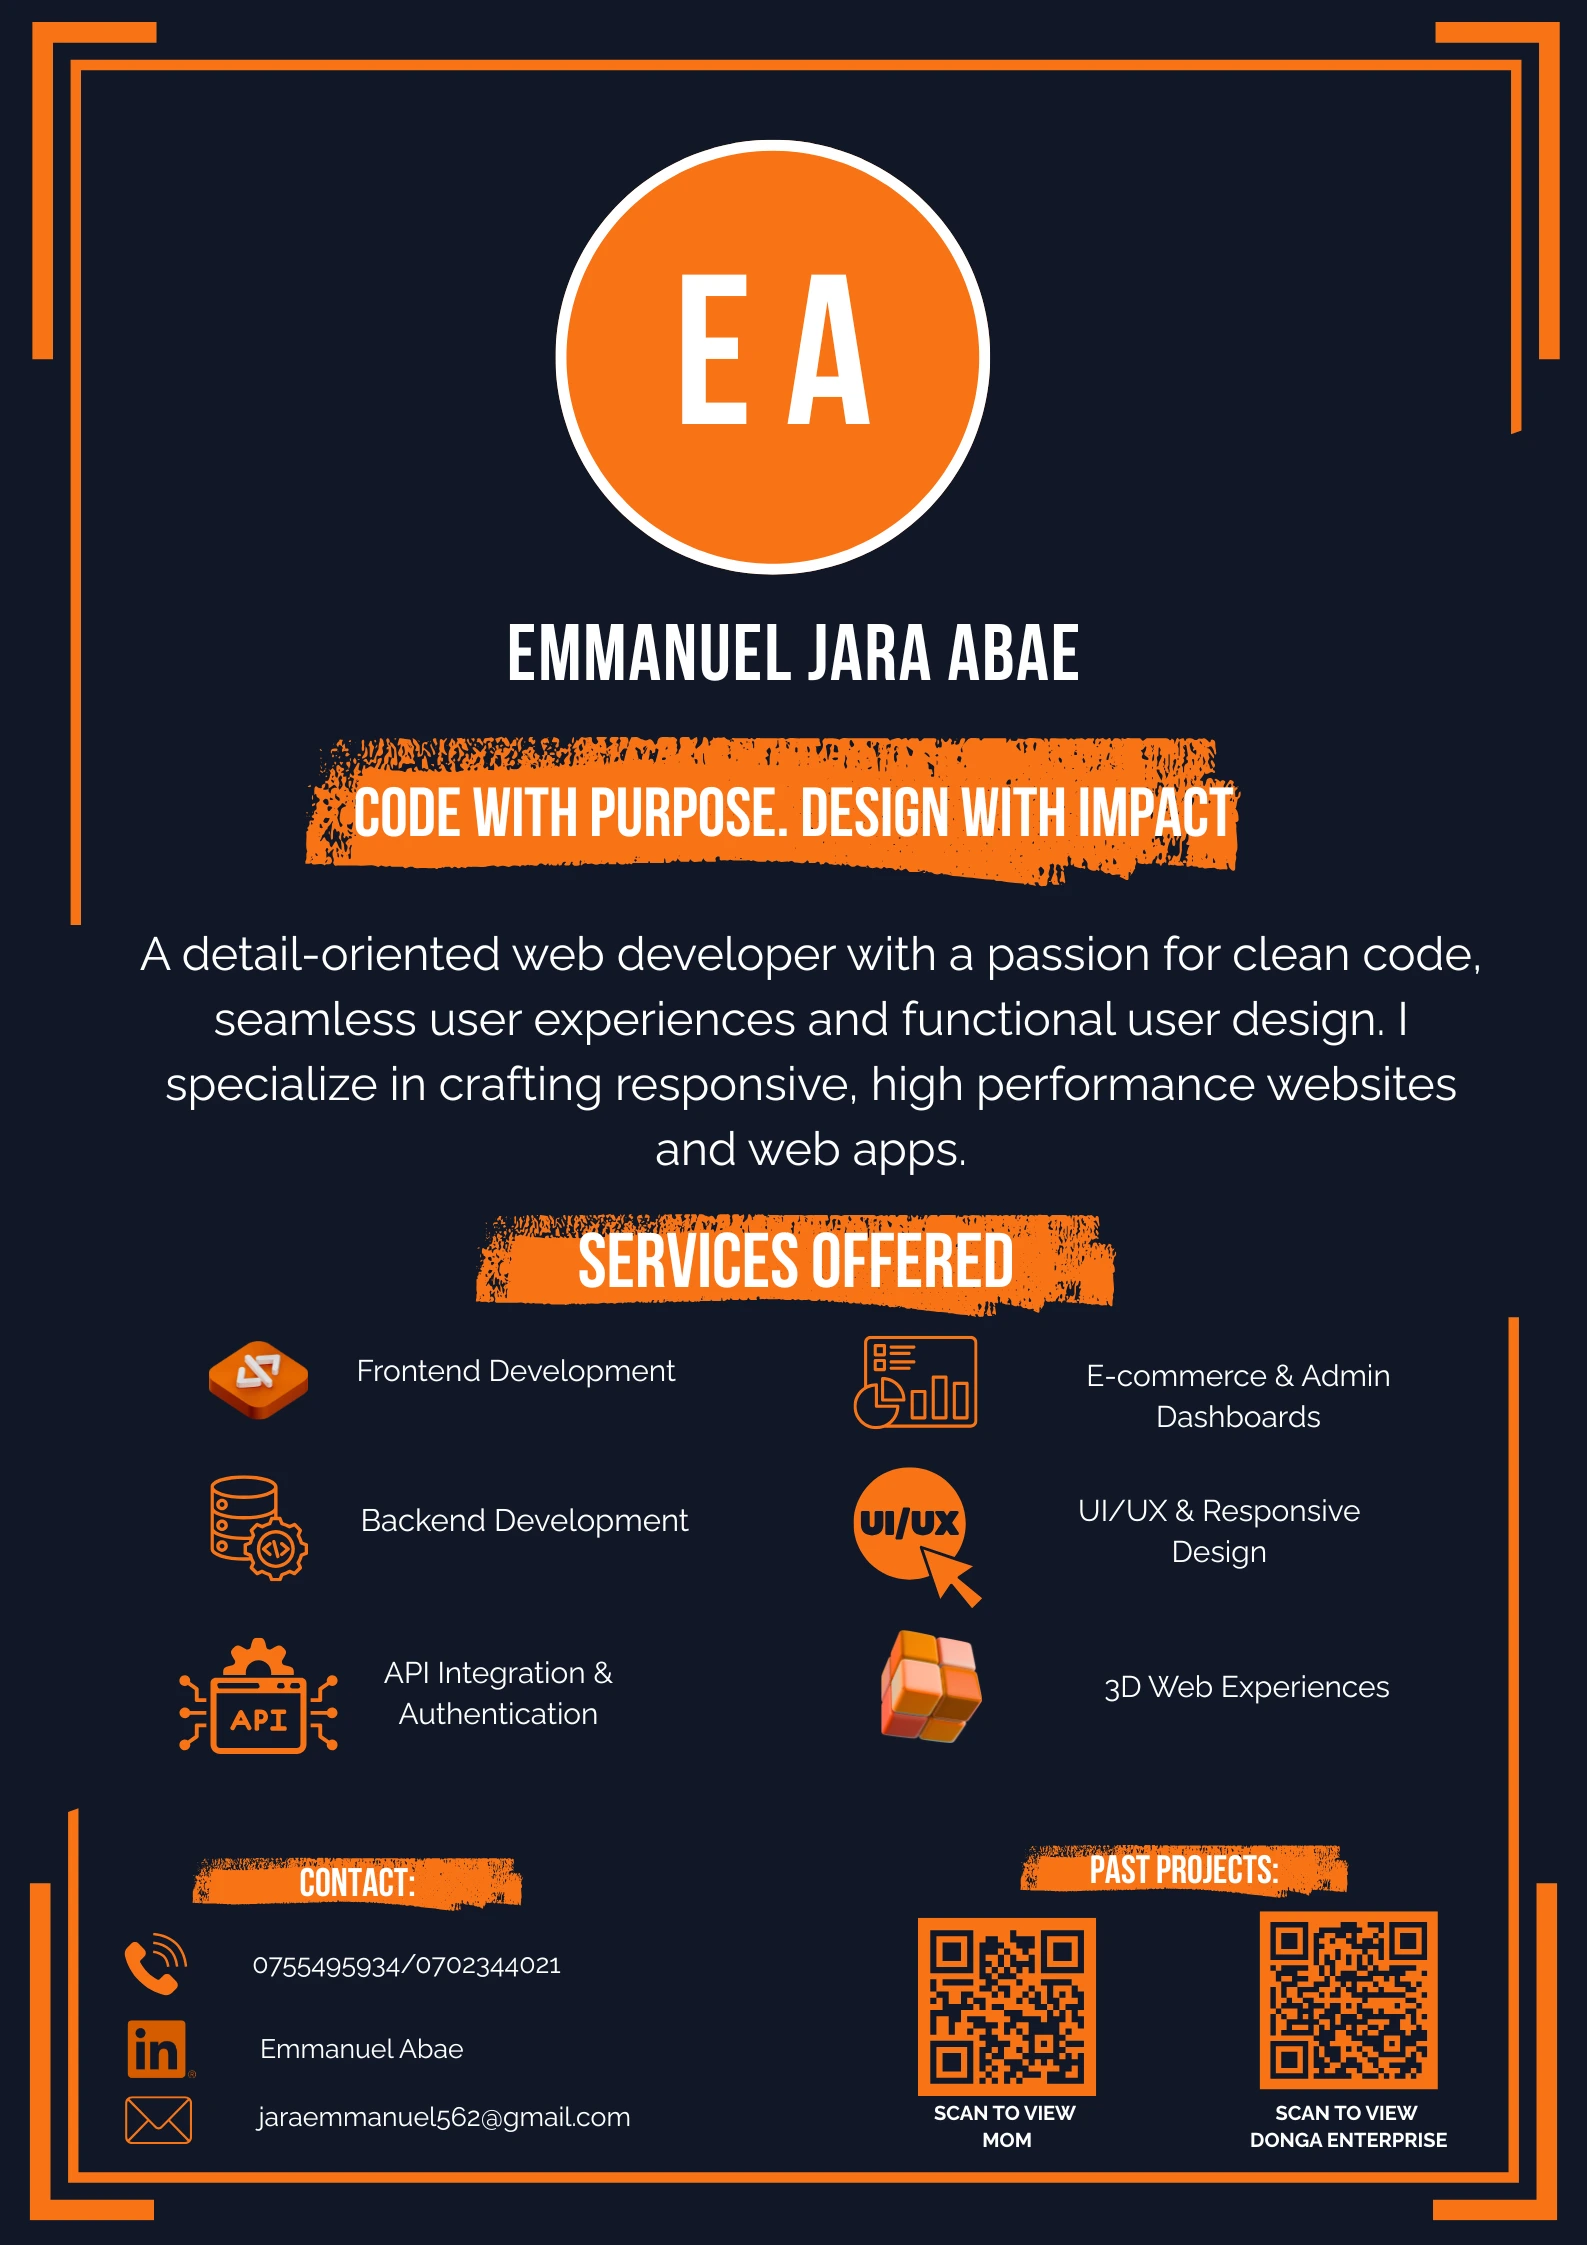 E A
EMMANUEL JARA ABAE
CODE WITH PURPOSE. DESIGN WITH IMPACT
A detail-oriented web developer with a passion for clean code,
seamless user experiences and functional user design. I
specialize in crafting responsive, high performance websites
and web apps.
SERVICES OFFERED
Frontend Development
E-commerce & Admin
Dashboards
Backend Development
UI/UX
UI/UX & Responsive
Design
API
API Integration &
Authentication
3D Web Experiences
CONTACT:
0755495934/0702344021
in®
Emmanuel Abae
jaraemmanuel562@gmail.com
PAST PROJECTS:
SCAN TO VIEW
MOM
SCAN TO VIEW
DONGA ENTERPRISE